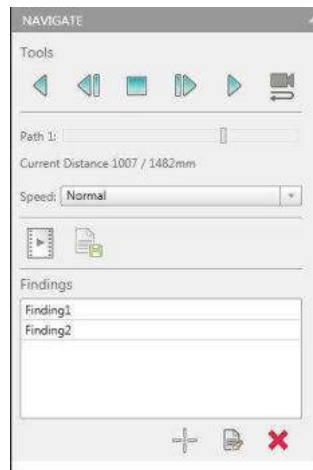 NAVIGATE
Tools
Path 1:
Current Distance 1007 / 1482mm
Speed: Normal
Findings
Finding1
Finding2